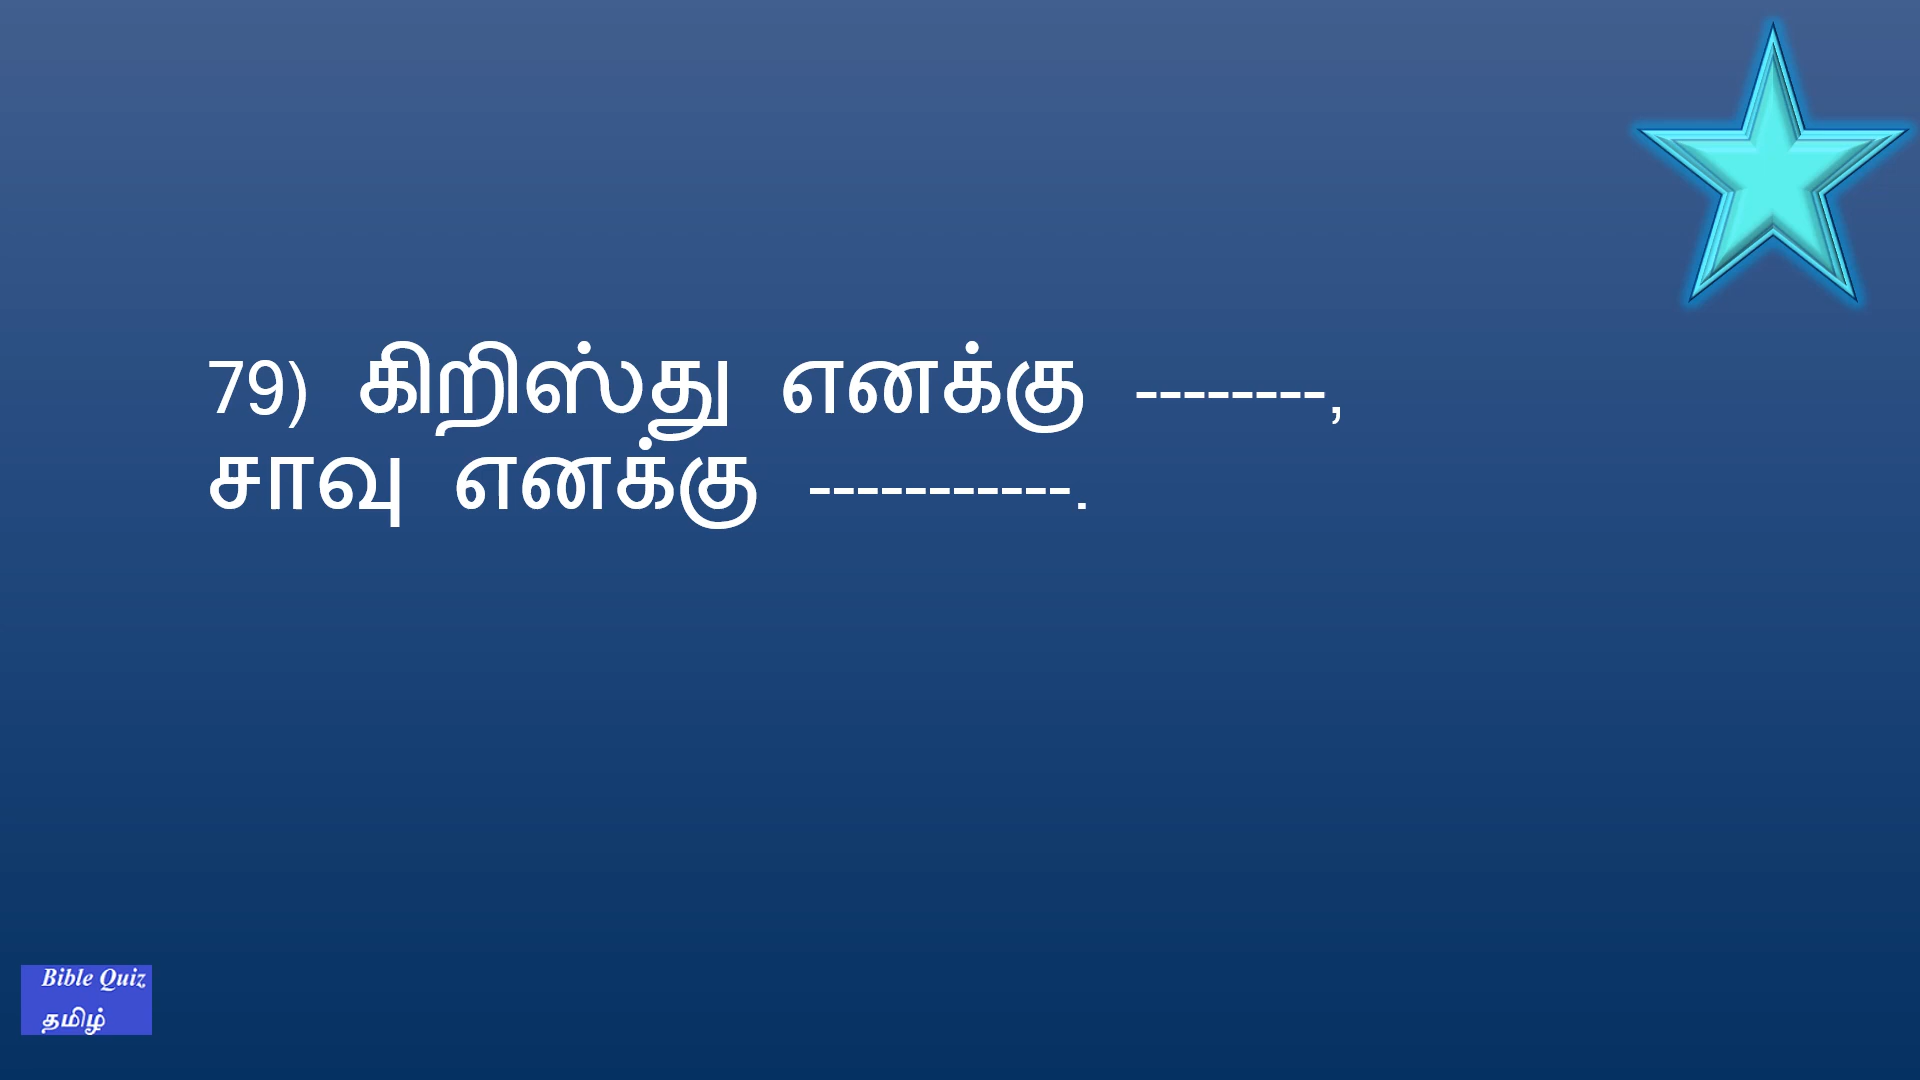 79) கிறிஸ்து எனக்கு --------,
சாவு எனக்கு -----------.
Bible Quiz
தமிழ்